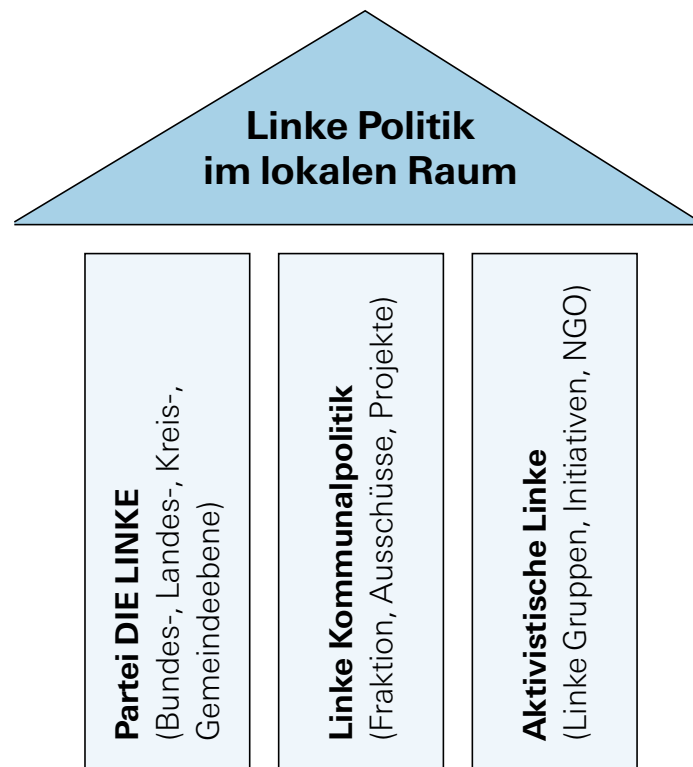 Linke Politik
im lokalen Raum
Partei DIE LINKE
(Bundes-, Landes-, Kreis-,
Gemeindeebene)
Linke Kommunalpolitik
(Fraktion, Ausschüsse, Projekte)
Aktivistische Linke
(Linke Gruppen, Initiativen, NGO)